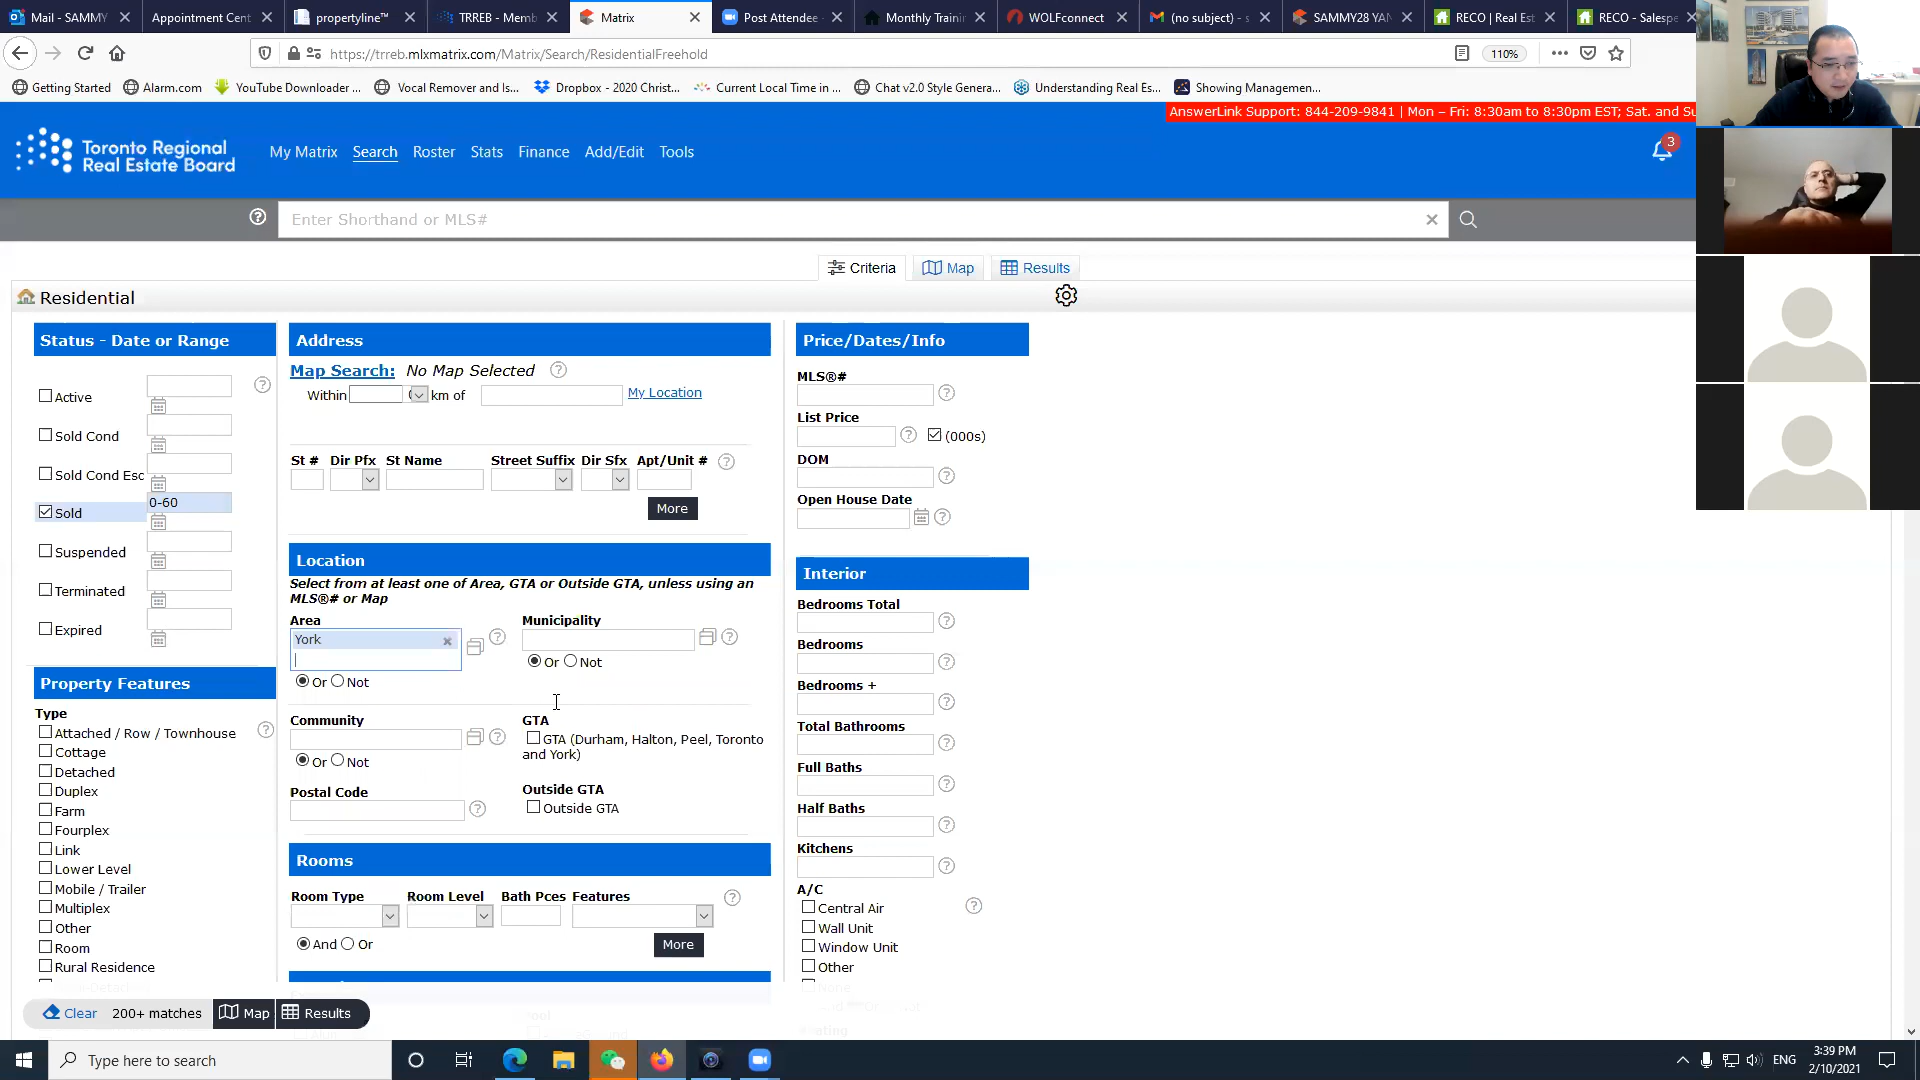 Mail - SAMMY
Appointment Cent
propertyline™
TRREB - Memb
Matrix
Post Attendee -
Monthly Trainin
WOLFconnect
(no subject) - s
SAMMY28 YAN
RECO | Real Est
RECO - Salespe
https://trreb.mlxmatrix.com/Matrix/Search/ResidentialFreehold
110%
Getting Started
Alarm.com
YouTube Downloader ...
Vocal Remover and Is...
Dropbox - 2020 Christ...
Current Local Time in ...
Chat v2.0 Style Genera...
Understanding Real Es...
Showing Managemen...
AnswerLink Support: 844-209-9841 | Mon – Fri: 8:30am to 8:30pm EST; Sat. and Su
Toronto Regional
Real Estate Board
My Matrix
Search
Roster
Stats
Finance
Add/Edit
Tools
3
Enter Shorthand or MLS#
Criteria
Map
Results
Residential
Status - Date or Range
Active
Sold Cond
Sold Cond Esc
Sold
0-60
Suspended
Terminated
Expired
Property Features
Type
Attached / Row / Townhouse
Cottage
Detached
Duplex
Farm
Fourplex
Link
Lower Level
Mobile / Trailer
Multiplex
Other
Room
Rural Residence
Address
Map Search: No Map Selected
Within
km of
My Location
St #
Dir Pfx
St Name
Street Suffix
Dir Sfx
Apt/Unit #
More
Location
Select from at least one of Area, GTA or Outside GTA, unless using an
MLS®# or Map
Area
Municipality
York
Or Not
Or Not
Community
GTA
GTA (Durham, Halton, Peel, Toronto
and York)
Or Not
Postal Code
Outside GTA
Outside GTA
Rooms
Room Type
Room Level
Bath Pces
Features
And Or
More
Price/Dates/Info
MLS®#
List Price
(000s)
DOM
Open House Date
Interior
Bedrooms Total
Bedrooms
Bedrooms +
Total Bathrooms
Full Baths
Half Baths
Kitchens
A/C
Central Air
Wall Unit
Window Unit
Other
Clear
200+ matches
Map
Results
Type here to search
ENG
3:39 PM
2/10/2021